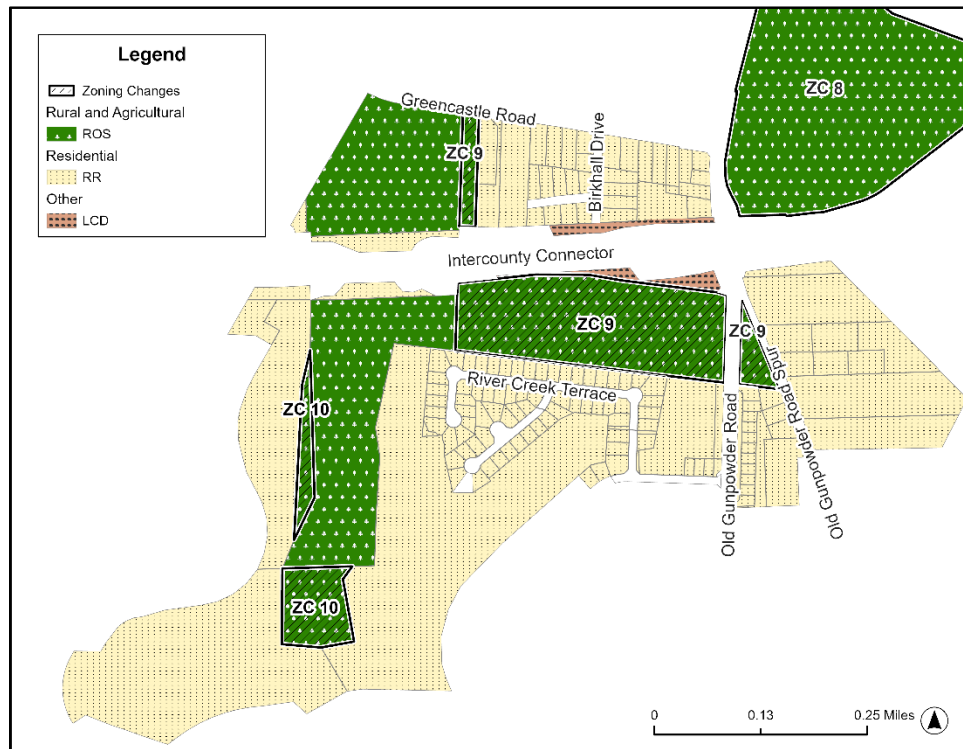 Legend
Zoning Changes
Rural and Agricultural
ROS
Residential
RR
Other
LCD
ZC 8
Greencastle Road
ZC 9
Birkhall Drive
Intercounty Connector
ZC 9
ZC 9
River Creek Terrace
ZC 10
Old Gunpowder Road
Old Gunpowder Road Spur
ZC 10
0
0.13
0.25 Miles